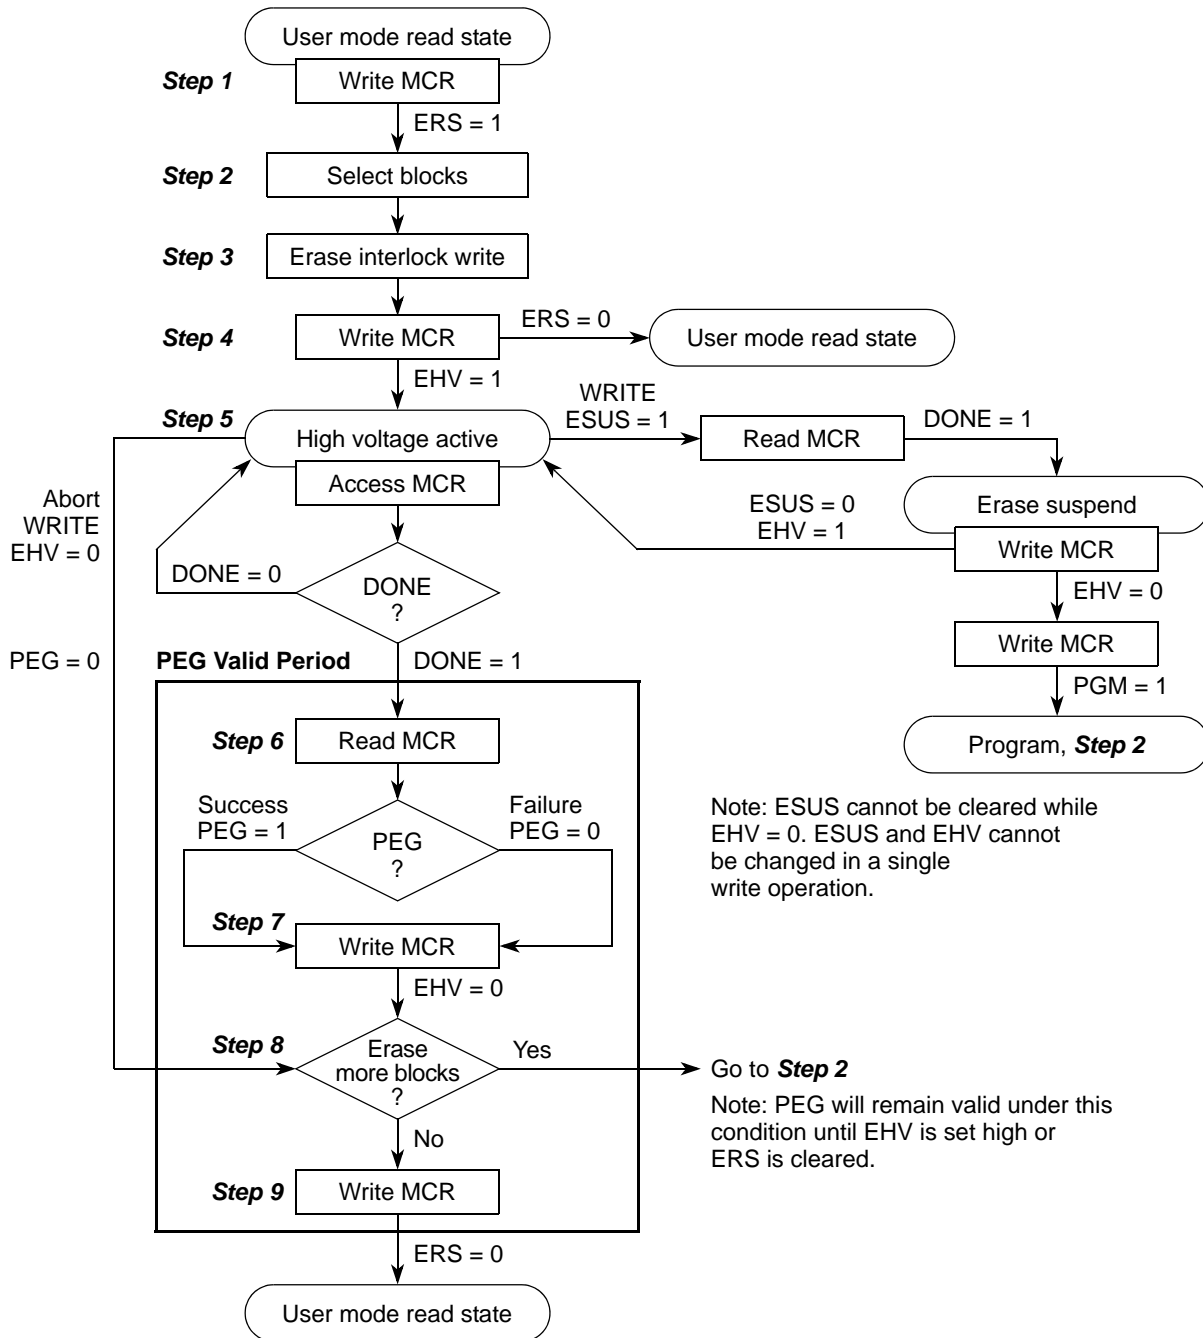 User mode read state
Step 1
Write MCR
ERS = 1
Step 2
Select blocks
Step 3
Erase interlock write
Step 4
Write MCR
ERS = 0
User mode read state
EHV = 1
Step 5
High voltage active
WRITE
ESUS = 1
Read MCR
DONE = 1
Access MCR
Erase suspend
Abort
WRITE
EHV = 0
ESUS = 0
EHV = 1
Write MCR
DONE = 0
DONE
?
EHV = 0
Write MCR
PEG = 0
PEG Valid Period
DONE = 1
PGM = 1
Step 6
Read MCR
Program, Step 2
Success
PEG = 1
Failure
PEG = 0
PEG
?
Note: ESUS cannot be cleared while
EHV = 0. ESUS and EHV cannot
be changed in a single
write operation.
Step 7
Write MCR
EHV = 0
Step 8
Erase
more blocks
?
Yes
Go to Step 2
Note: PEG will remain valid under this
condition until EHV is set high or
ERS is cleared.
No
Step 9
Write MCR
ERS = 0
User mode read state